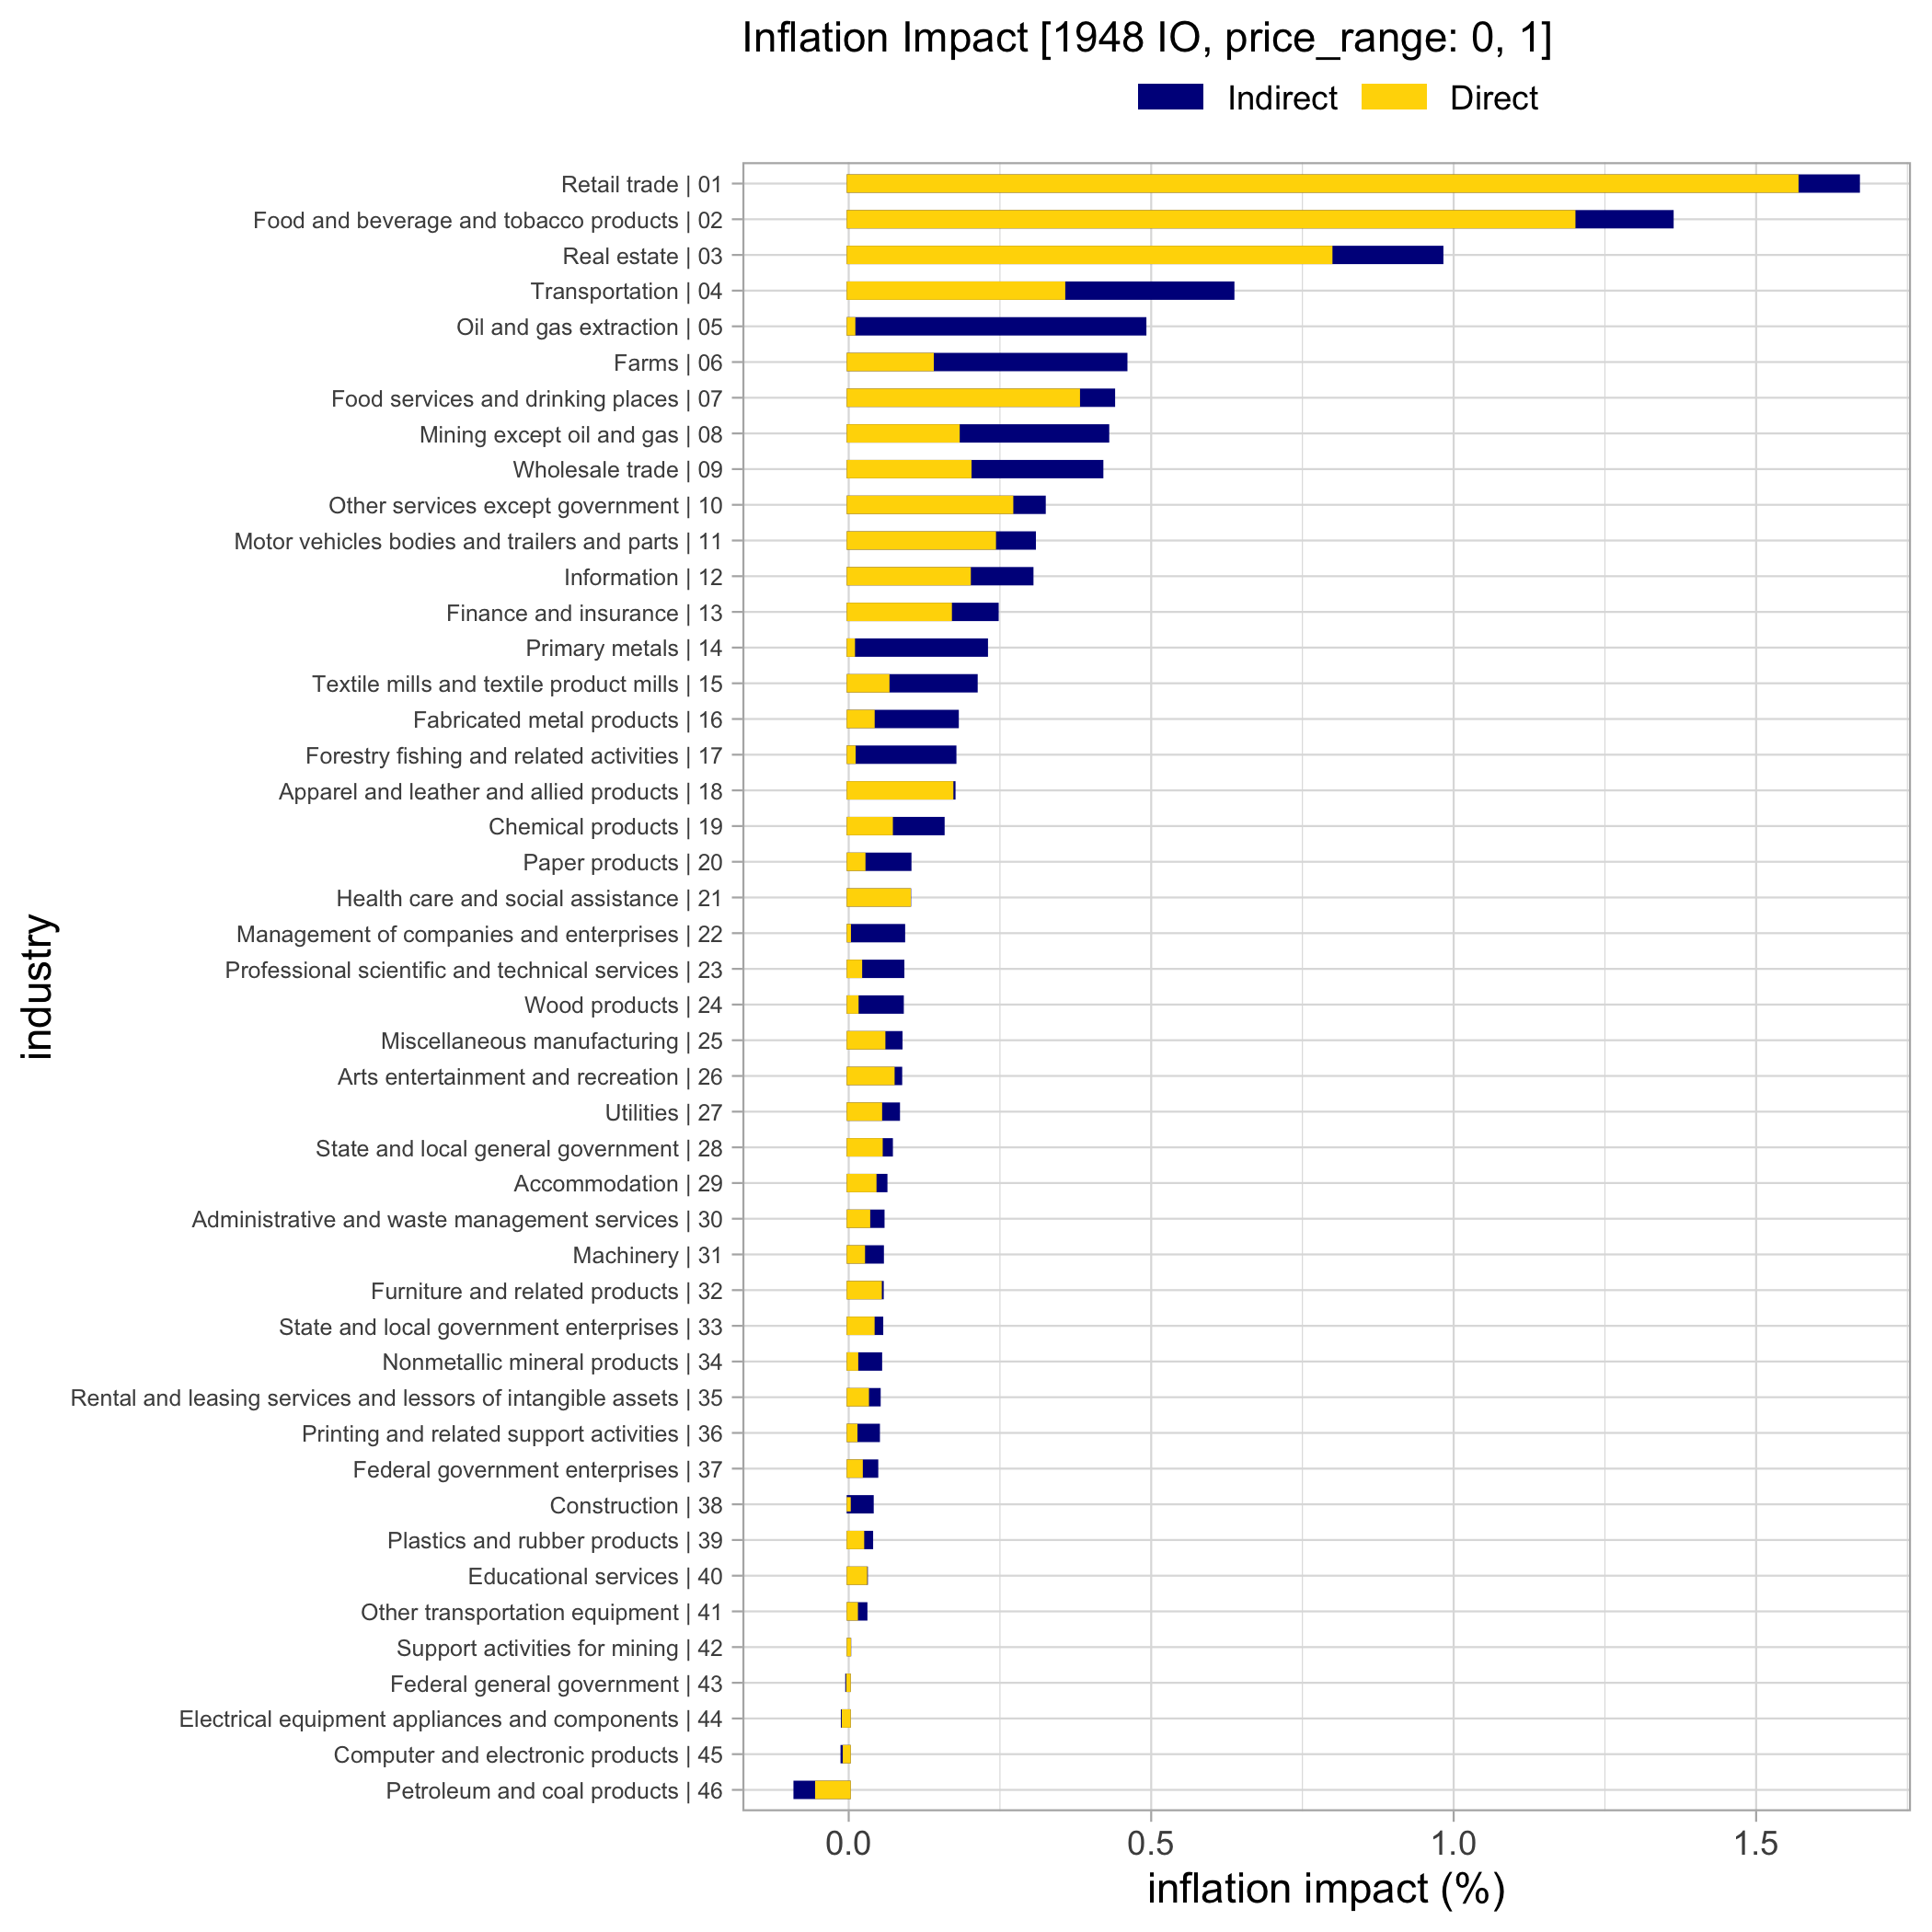 Inflation Impact [1948 IO, price_range: 0, 1]
Indirect Direct
Retail trade | 01
Food and beverage and tobacco products | 02
Real estate | 03
Transportation | 04
Oil and gas extraction | 05
Farms | 06
Food services and drinking places | 07
Mining except oil and gas | 08
Wholesale trade | 09
Other services except government | 10
Motor vehicles bodies and trailers and parts | 11
Information | 12
Finance and insurance | 13
Primary metals | 14
Textile mills and textile product mills | 15
Fabricated metal products | 16
Forestry fishing and related activities | 17
Apparel and leather and allied products | 18
Chemical products | 19
Paper products | 20
Health care and social assistance | 21
Management of companies and enterprises | 22
Professional scientific and technical services | 23
Wood products | 24
Miscellaneous manufacturing | 25
Arts entertainment and recreation | 26
Utilities | 27
State and local general government | 28
Accommodation | 29
Administrative and waste management services | 30
Machinery | 31
Furniture and related products | 32
State and local government enterprises | 33
Nonmetallic mineral products | 34
Rental and leasing services and lessors of intangible assets | 35
Printing and related support activities | 36
Federal government enterprises | 37
Construction | 38
Plastics and rubber products | 39
Educational services | 40
Other transportation equipment | 41
Support activities for mining | 42
Federal general government | 43
Electrical equipment appliances and components | 44
Computer and electronic products | 45
Petroleum and coal products | 46
industry
0.0 0.5 1.0 1.5
inflation impact (%)